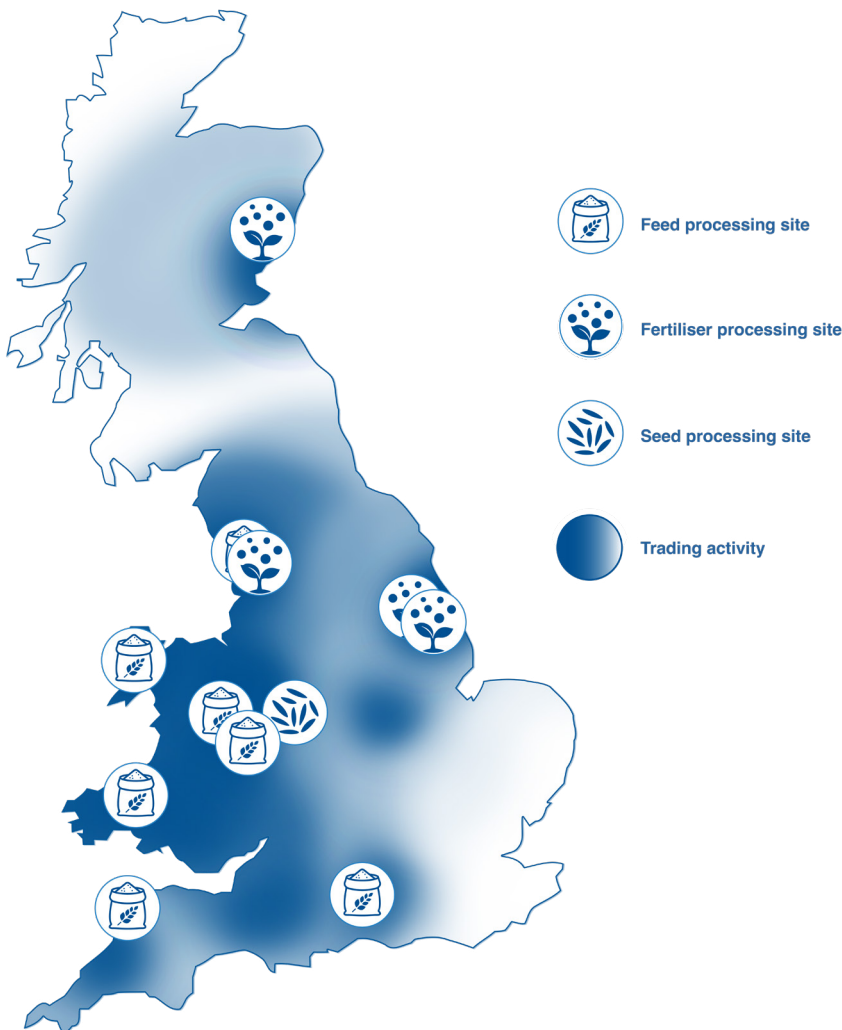 Feed processing site
Fertiliser processing site
Seed processing site
Trading activity